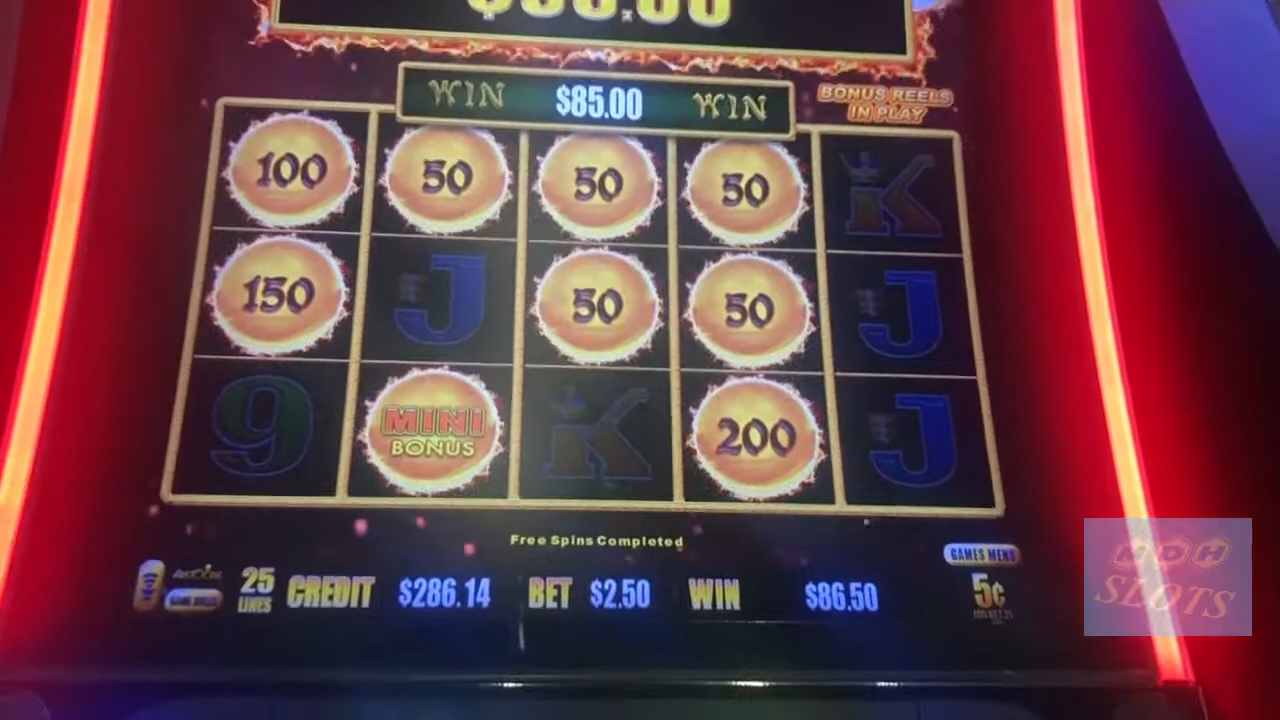 WIN $85.00 WIN
BONUS REELS
IN PLAY
100 50 50 50 K
150 J 50 50 J
9 MINI
BONUS K 200 J
Free Spins Completed
GAMES MENU
25
LINES CREDIT $286.14 BET $2.50 WIN $86.50 5¢
MDH
SLOTS